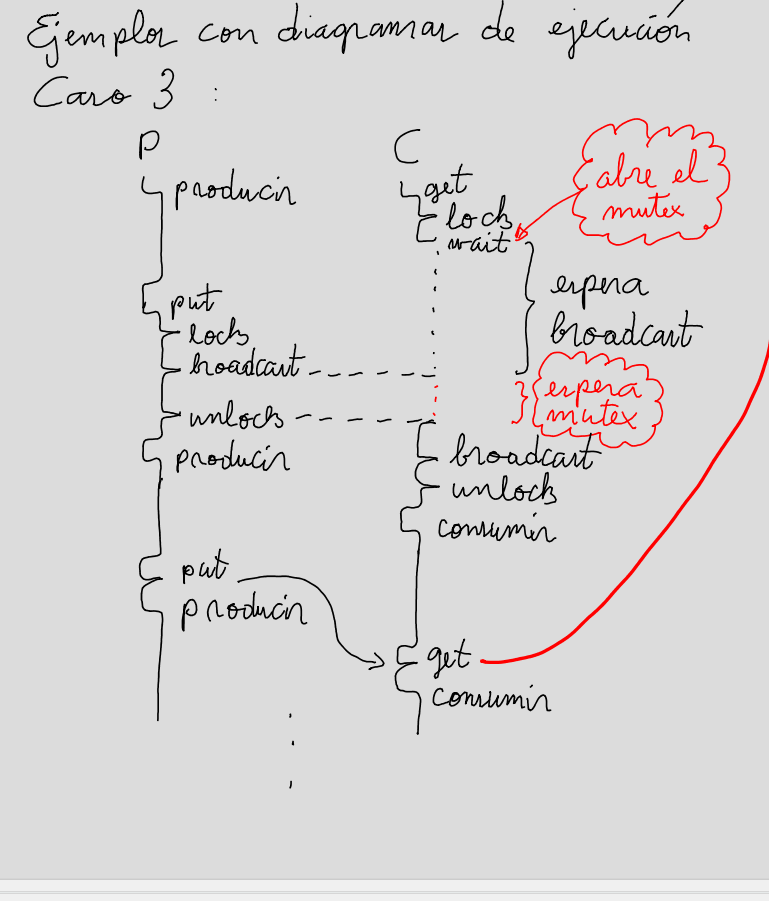 Ejemplos con diagramas de ejecución
Caso 3 :
P
C
producir
get
lock
wait
abre el
mutex
espera
broadcast
put
lock
broadcast
espera
mutex
unlock
producir
broadcast
unlock
consumir
put
producir
get
consumir